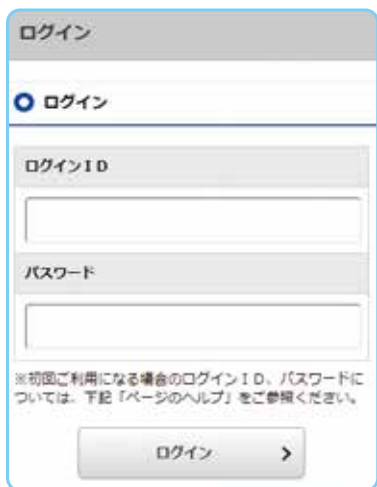 ログイン
ログイン
ログインID
パスワード
※初回ご利用になる場合のログインID、パスワードに
ついては、下記「ページのヘルプ」をご参照ください。
ログイン